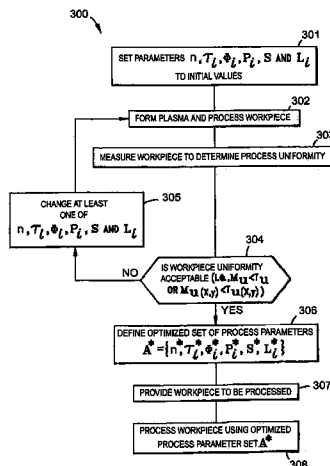 300
301
SET PARAMETERS n, τi, Φi, Pi, S AND Li
TO INITIAL VALUES
302
FORM PLASMA AND PROCESS WORKPIECE
303
MEASURE WORKPIECE TO DETERMINE PROCESS UNIFORMITY
305
CHANGE AT LEAST
ONE OF
n, τi, Φi, Pi, S AND Li
304
IS WORKPIECE UNIFORMITY
ACCEPTABLE (I.E., MU<TU
OR MU(X,Y)<TU(X,Y))
NO
YES
306
DEFINE OPTIMIZED SET OF PROCESS PARAMETERS
A*={n*, τi*, Φi*, Pi*, S*, Li*}
307
PROVIDE WORKPIECE TO BE PROCESSED
PROCESS WORKPIECE USING OPTIMIZED
PROCESS PARAMETER SET A*
308